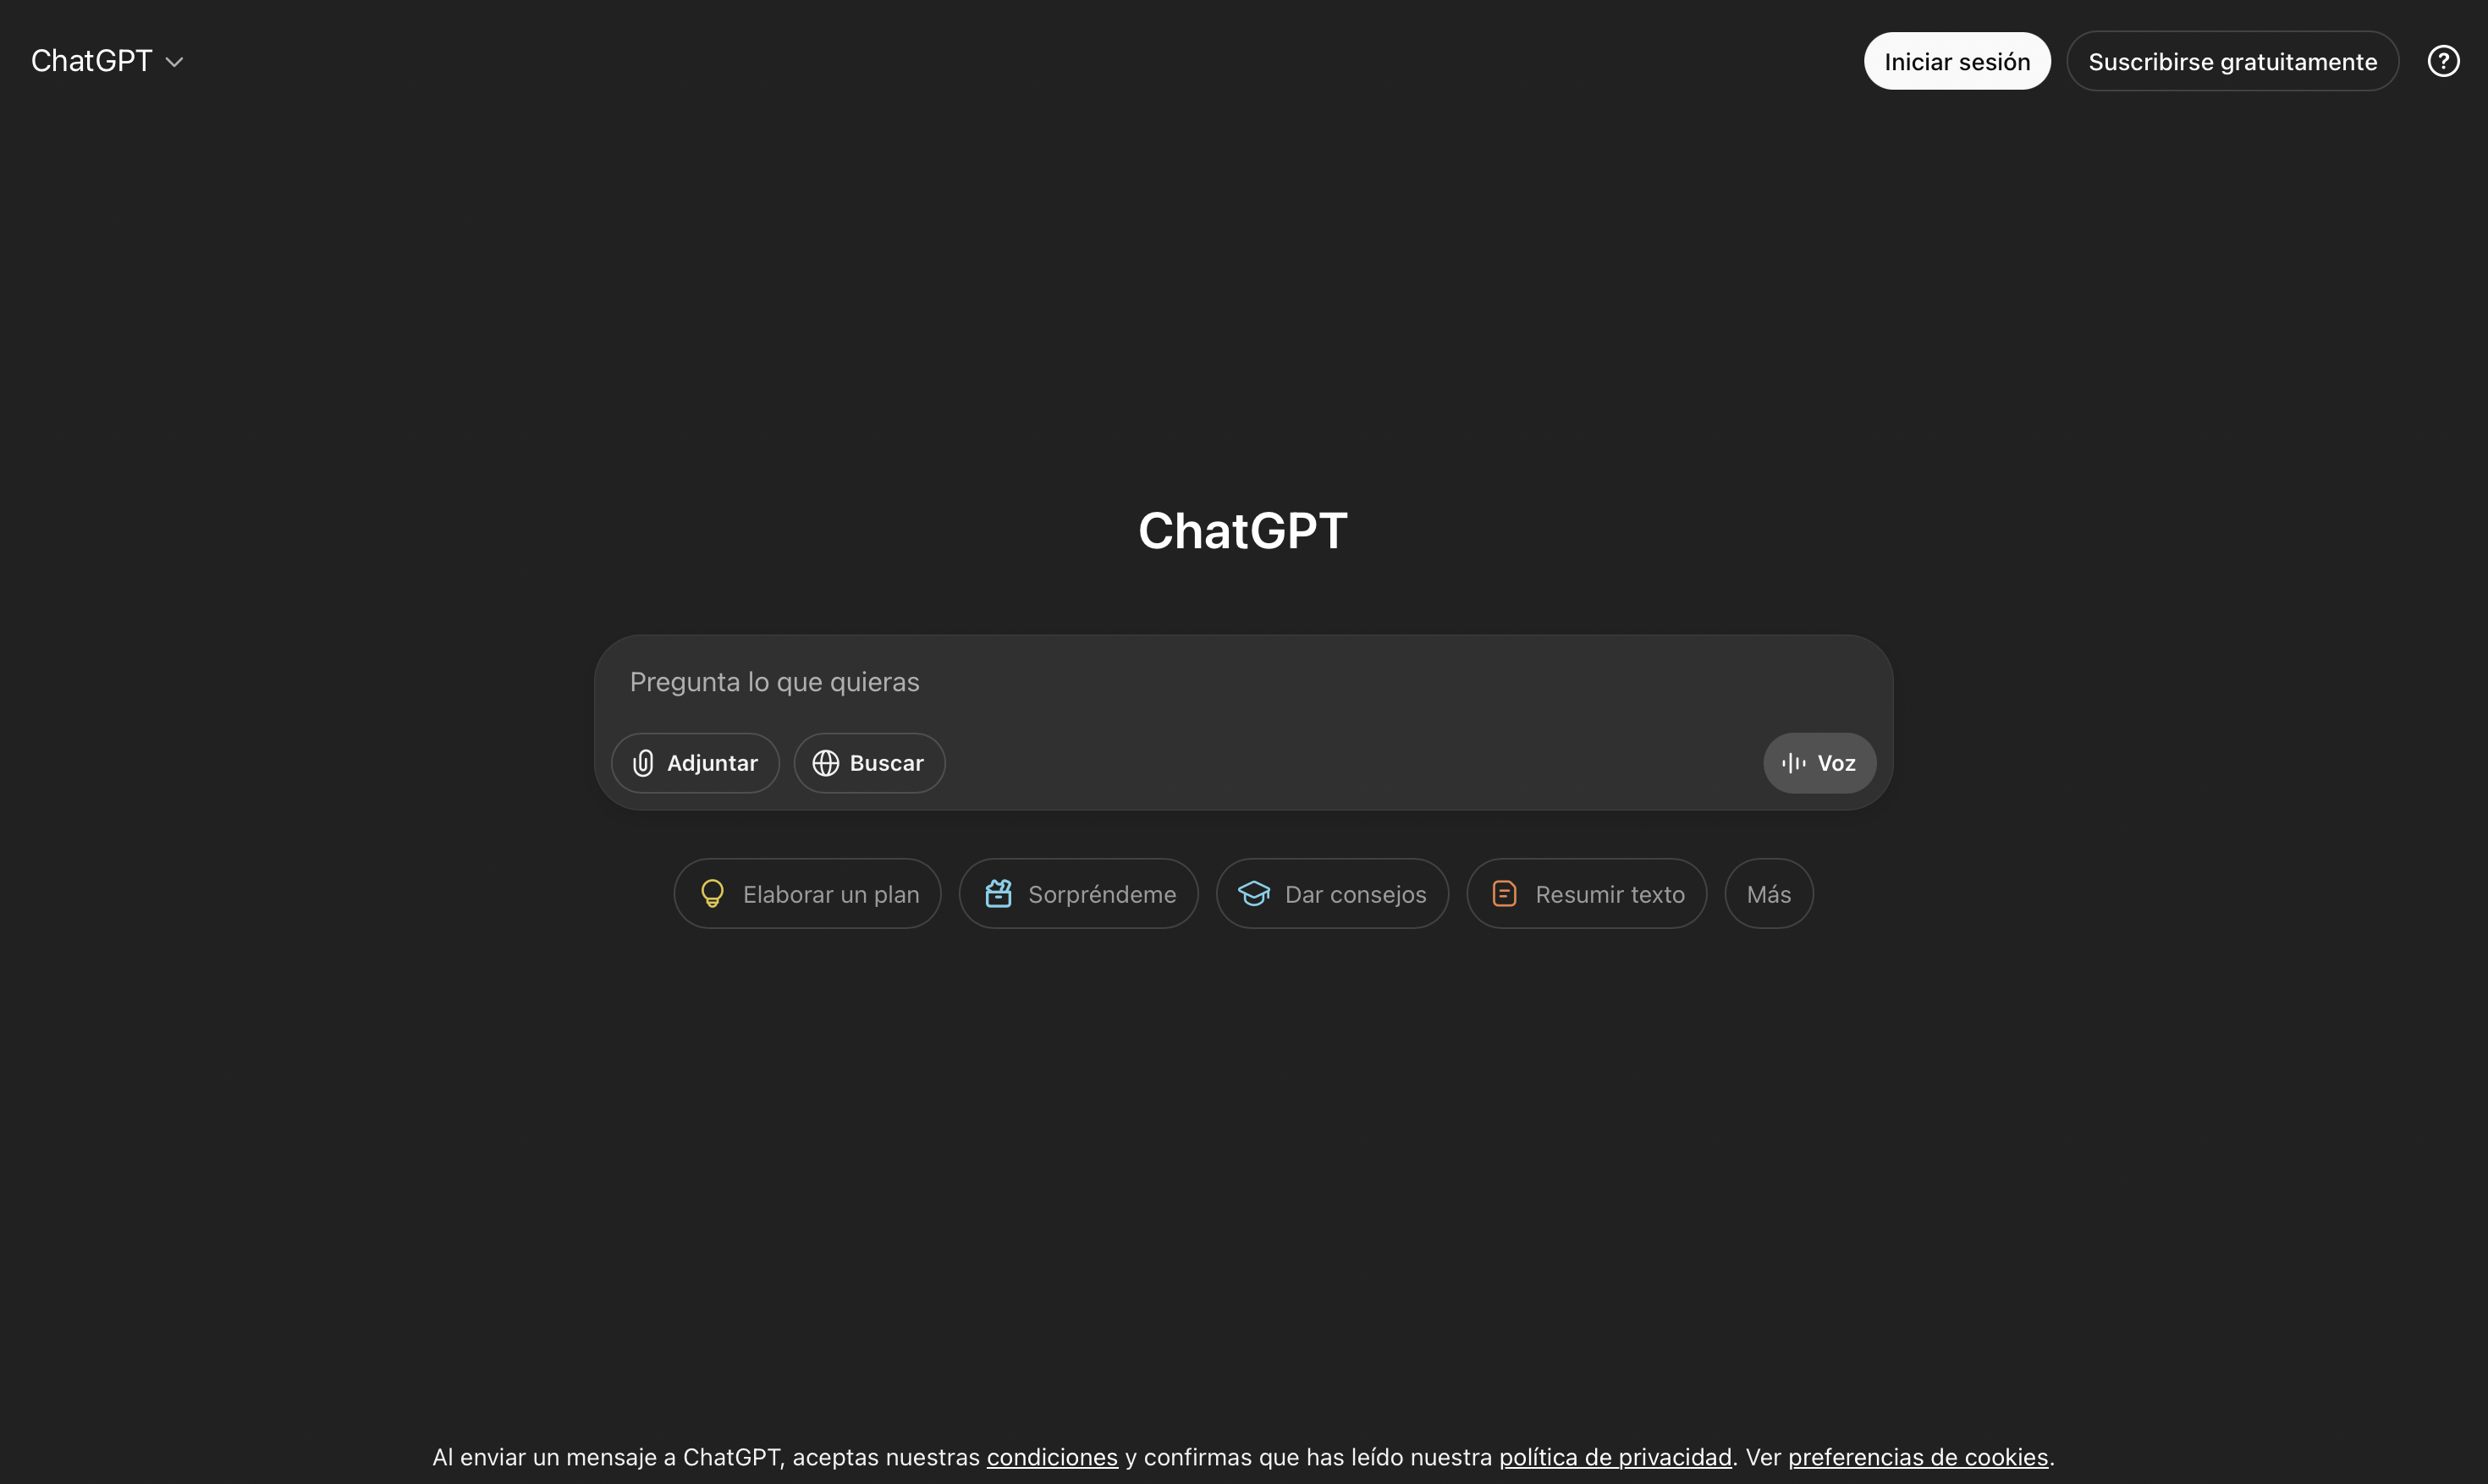 ChatGPT
Iniciar sesión
Suscribirse gratuitamente
?
ChatGPT
Pregunta lo que quieras
Adjuntar
Buscar
Voz
Elaborar un plan
Sorpréndeme
Dar consejos
Resumir texto
Más
Al enviar un mensaje a ChatGPT, aceptas nuestras condiciones y confirmas que has leído nuestra política de privacidad. Ver preferencias de cookies.